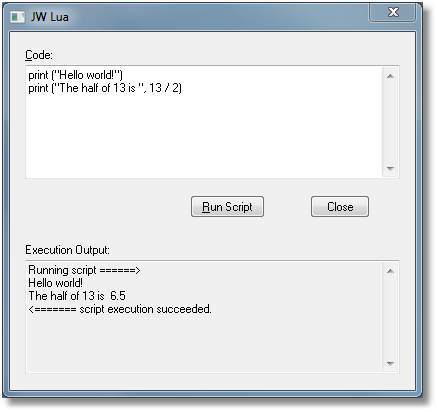 JW Lua
Code:
print ("Hello world!")
print ("The half of 13 is ", 13 / 2)
Run Script
Close
Execution Output:
Running script ======>
Hello world!
The half of 13 is  6.5
<======= script execution succeeded.